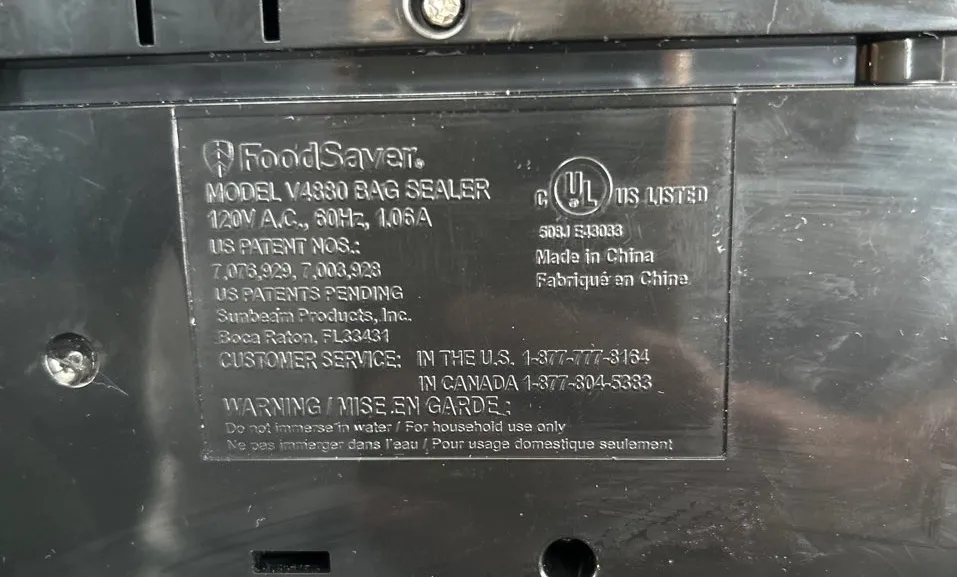 FoodSaver®
MODEL V4880 BAG SEALER
120V A.C., 60Hz, 1.06A
US PATENT NOS.:
7,076,929, 7,003,928
US PATENTS PENDING
Sunbeam Products, Inc.
Boca Raton, FL33431
CUSTOMER SERVICE: IN THE U.S. 1-877-777-8164
IN CANADA 1-877-804-5383
WARNING / MISE EN GARDE :
Do not immerse in water / For household use only
Ne pas immerger dans l'eau / Pour usage domestique seulement
C UL® US LISTED
508J E43033
Made in China
Fabriqué en Chine